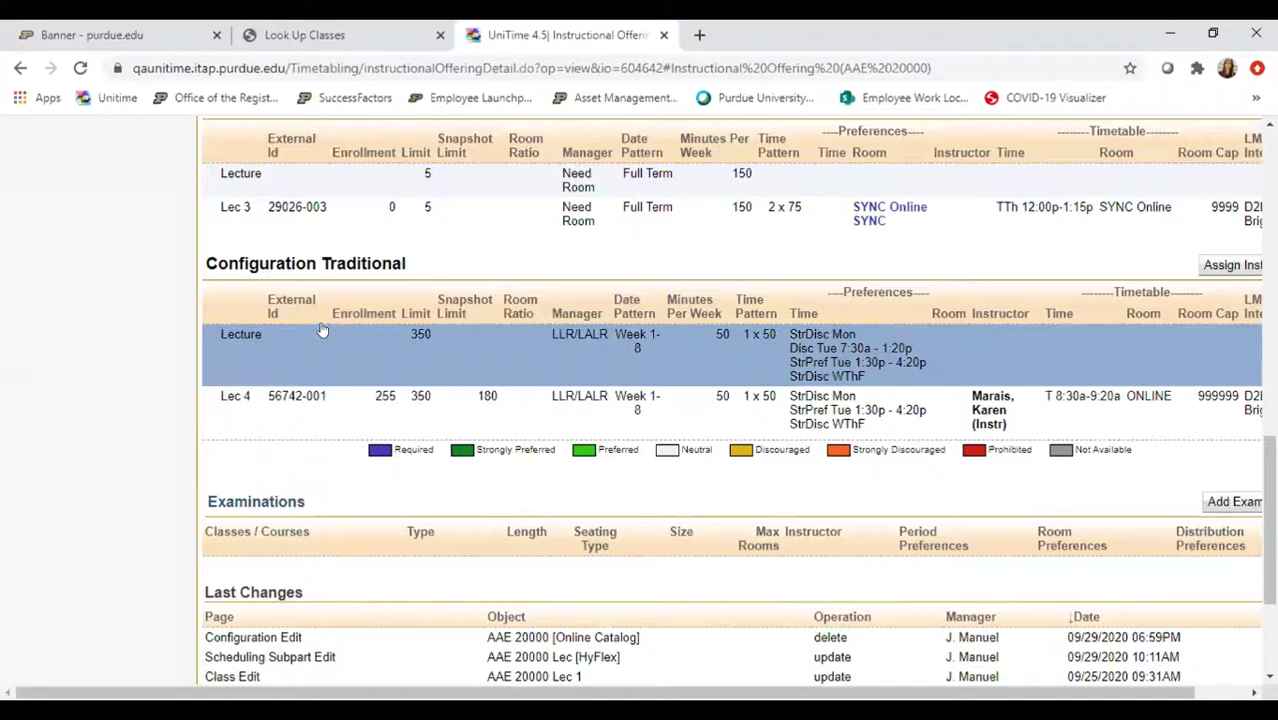 Banner - purdue.edu
Look Up Classes
UniTime 4.5| Instructional Offerin
qaunitime.itap.purdue.edu/Timetabling/instructionalOfferingDetail.do?op=view&io=604642#Instructional%20Offering%20(AAE%2020000)
Apps Unitime Office of the Regist... SuccessFactors Employee Launchp... Asset Management... Purdue University... Employee Work Loc... COVID-19 Visualizer »
----Preferences---- --------Timetable--------
External Snapshot Room Date Minutes Per Time LM
Id Enrollment Limit Limit Ratio Manager Pattern Week Pattern Time Room Instructor Time Room Room Cap Inte
Lecture 5 Need Room Full Term 150
Lec 3 29026-003 0 5 Need Room Full Term 150 2 x 75 SYNC Online SYNC TTh 12:00p-1:15p SYNC Online 9999 D2L Brig
Configuration Traditional Assign Inst
----Preferences---- --------Timetable--------
External Snapshot Room Date Minutes Time LM
Id Enrollment Limit Limit Ratio Manager Pattern Per Week Pattern Time Room Instructor Time Room Room Cap Inte
Lecture 350 LLR/LALR Week 1- 50 1 x 50 StrDisc Mon
8 Disc Tue 7:30a - 1:20p
StrPref Tue 1:30p - 4:20p
StrDisc WThF
Lec 4 56742-001 255 350 180 LLR/LALR Week 1- 50 1 x 50 StrDisc Mon Marais, T 8:30a-9:20a ONLINE 999999 D2L
8 StrPref Tue 1:30p - 4:20p Karen Brig
StrDisc WThF (Instr)
Required Strongly Preferred Preferred Neutral Discouraged Strongly Discouraged Prohibited Not Available
Examinations Add Exam
Classes / Courses Type Length Seating Type Size Max Rooms Instructor Period Preferences Room Preferences Distribution Preferences
Last Changes
Page Object Operation Manager ↓Date
Configuration Edit AAE 20000 [Online Catalog] delete J. Manuel 09/29/2020 06:59PM
Scheduling Subpart Edit AAE 20000 Lec [HyFlex] update J. Manuel 09/29/2020 10:11AM
Class Edit AAE 20000 Lec 1 update J. Manuel 09/25/2020 09:31AM